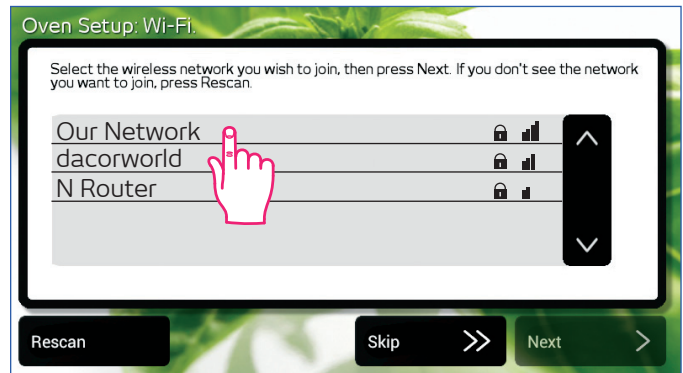 Oven Setup: Wi-Fi.
Select the wireless network you wish to join, then press Next. If you don't see the network
you want to join, press Rescan.
Our Network
dacorworld
N Router
Rescan
Skip
Next